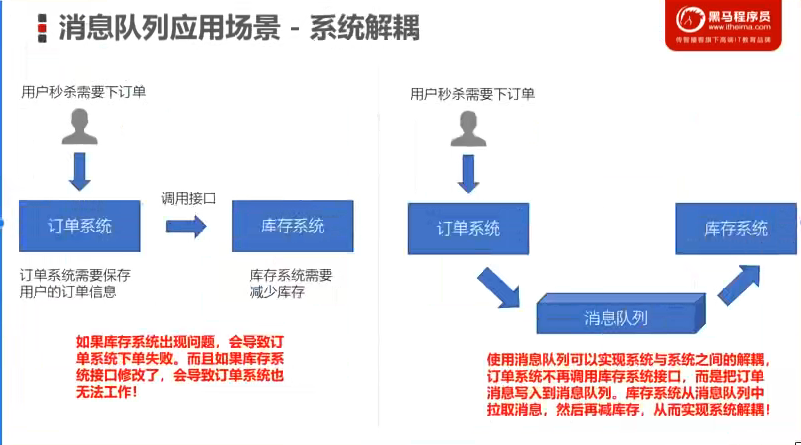 消息队列应用场景 - 系统解耦
黑马程序员
www.itheima.com
传智播客旗下高端IT教育品牌
用户秒杀需要下订单
调用接口
订单系统
库存系统
订单系统需要保存
用户的订单信息
库存系统需要
减少库存
如果库存系统出现问题，会导致订
单系统下单失败。而且如果库存系
统接口修改了，会导致订单系统也
无法工作！
用户秒杀需要下订单
订单系统
库存系统
消息队列
使用消息队列可以实现系统与系统之间的解耦，
订单系统不再调用库存系统接口，而是把订单
消息写入到消息队列。库存系统从消息队列中
拉取消息，然后再减库存，从而实现系统解耦！